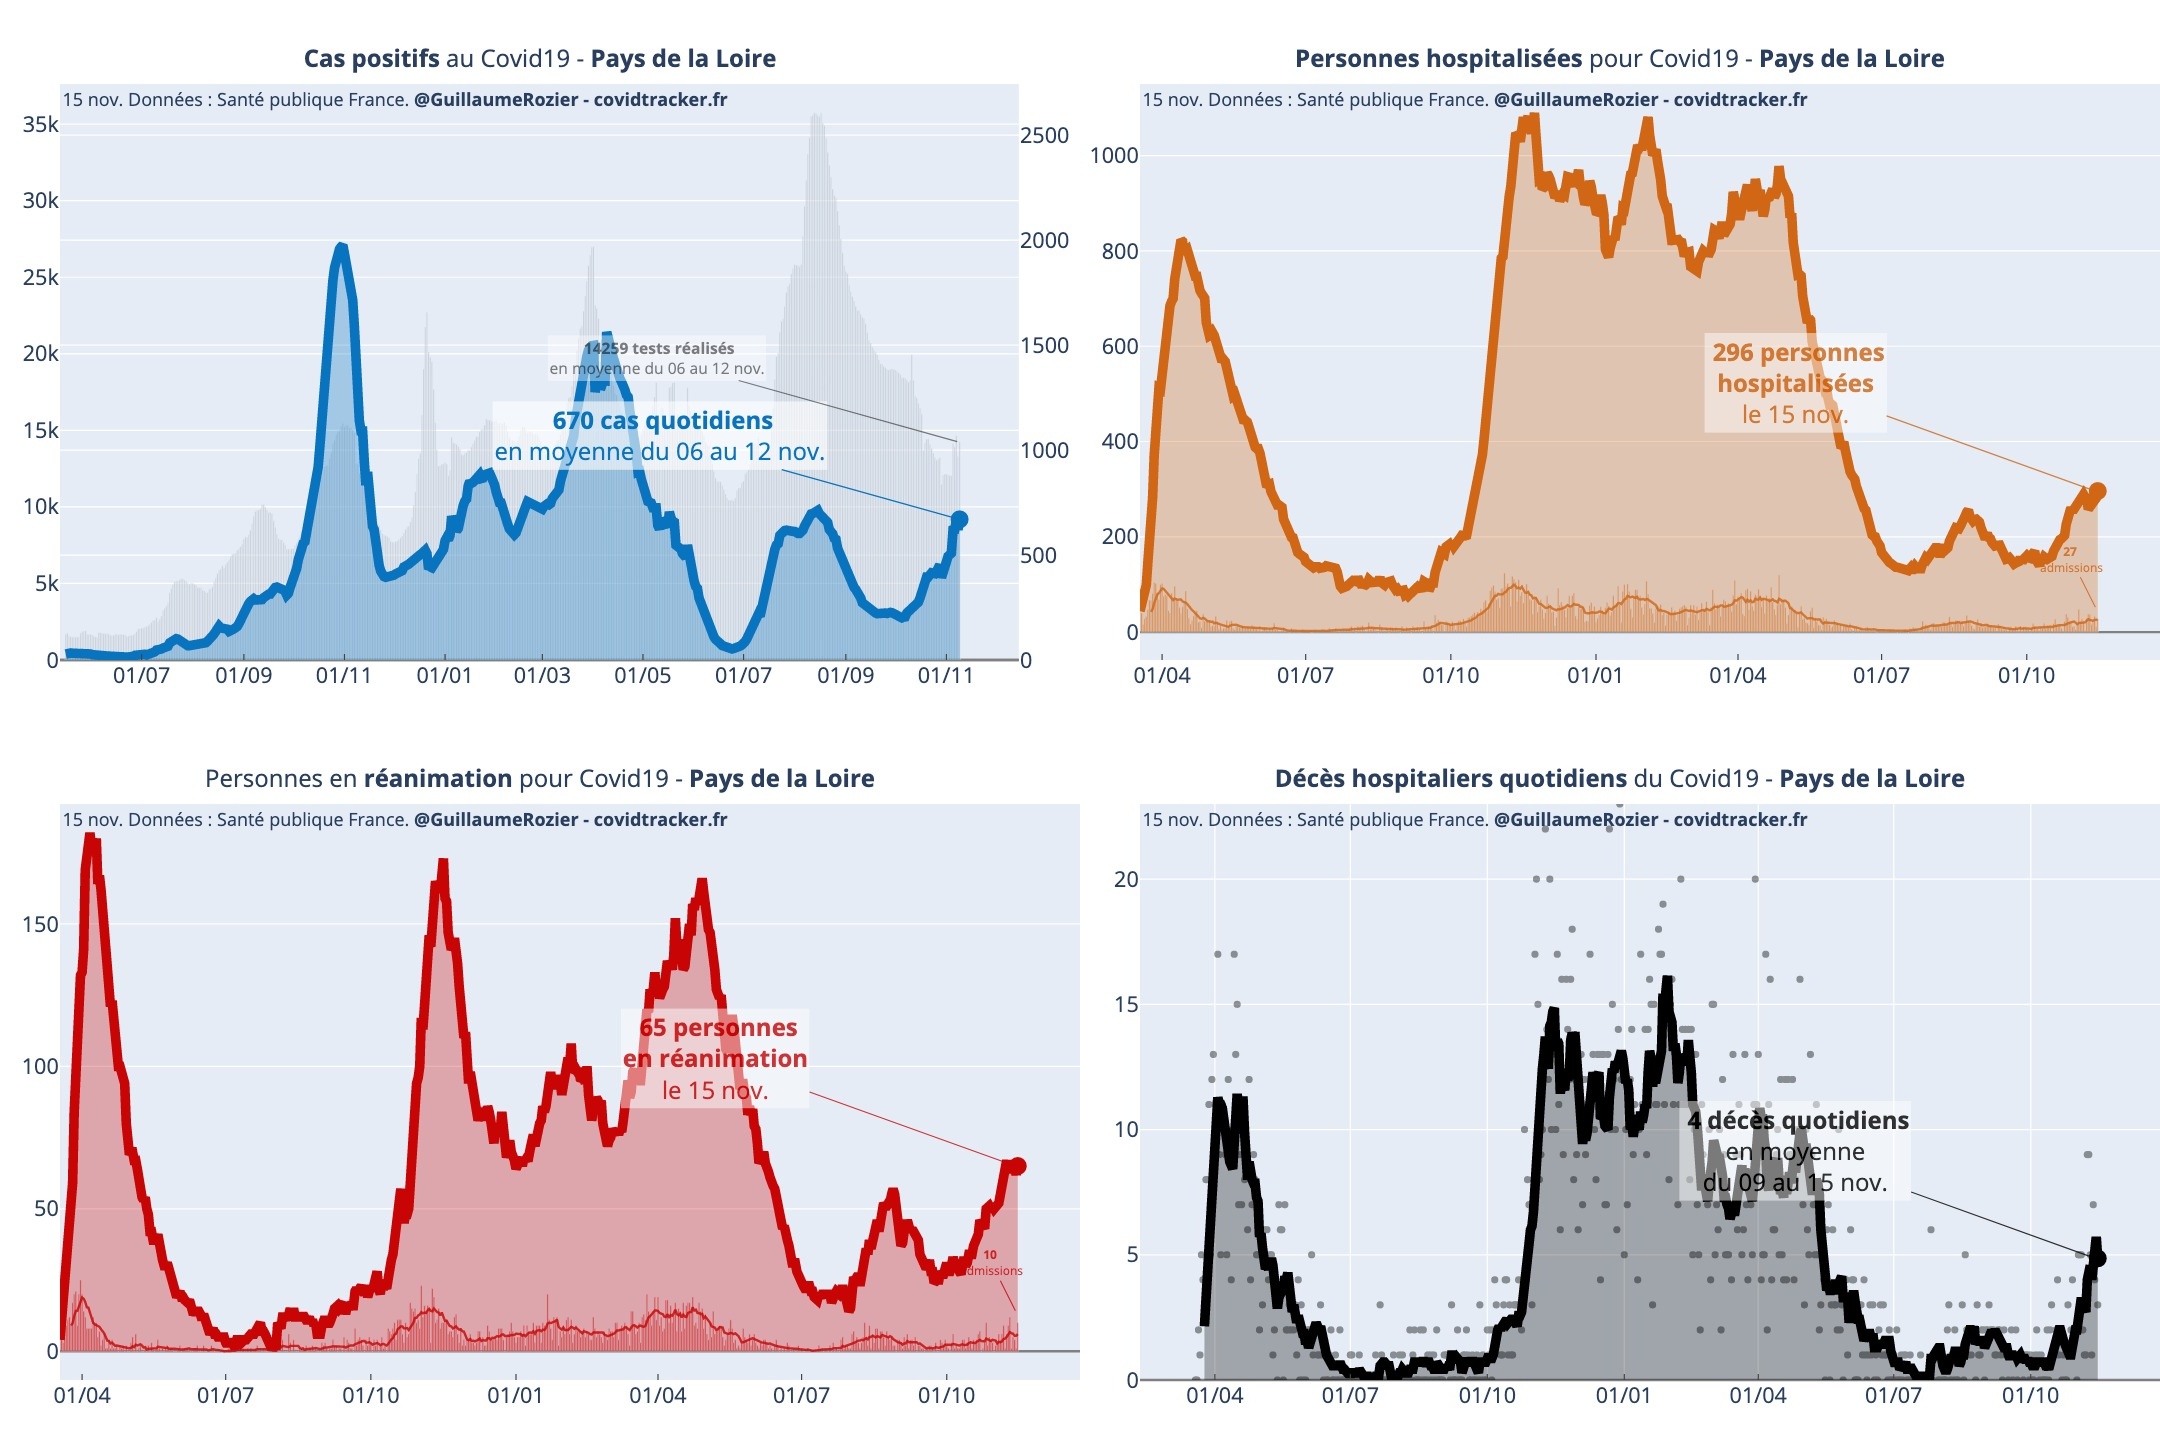 Cas positifs au Covid19 - Pays de la Loire
15 nov. Données : Santé publique France. @GuillaumeRozier - covidtracker.fr
35k
30k
25k
20k
15k
10k
5k
0
2500
2000
1500
1000
500
0
14259 tests réalisés
en moyenne du 06 au 12 nov.
670 cas quotidiens
en moyenne du 06 au 12 nov.
01/07 01/09 01/11 01/01 01/03 01/05 01/07 01/09 01/11
Personnes hospitalisées pour Covid19 - Pays de la Loire
15 nov. Données : Santé publique France. @GuillaumeRozier - covidtracker.fr
1000
800
600
400
200
0
296 personnes
hospitalisées
le 15 nov.
27
admissions
01/04 01/07 01/10 01/01 01/04 01/07 01/10
Personnes en réanimation pour Covid19 - Pays de la Loire
15 nov. Données : Santé publique France. @GuillaumeRozier - covidtracker.fr
150
100
50
0
65 personnes
en réanimation
le 15 nov.
10
admissions
01/04 01/07 01/10 01/01 01/04 01/07 01/10
Décès hospitaliers quotidiens du Covid19 - Pays de la Loire
15 nov. Données : Santé publique France. @GuillaumeRozier - covidtracker.fr
20
15
10
5
0
4 décès quotidiens
en moyenne
du 09 au 15 nov.
01/04 01/07 01/10 01/01 01/04 01/07 01/10